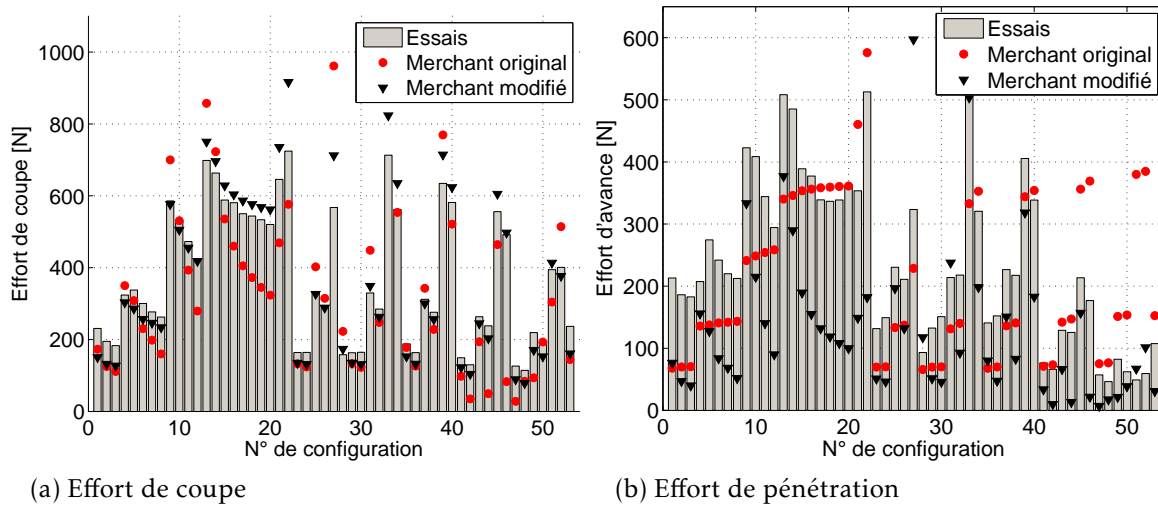 Effort de coupe [N]
1000
800
600
400
200
0
0
10
20
30
40
50
N° de configuration
Essais
Merchant original
Merchant modifié
(a) Effort de coupe
Effort d'avance [N]
600
500
400
300
200
100
0
0
10
20
30
40
50
N° de configuration
Essais
Merchant original
Merchant modifié
(b) Effort de pénétration